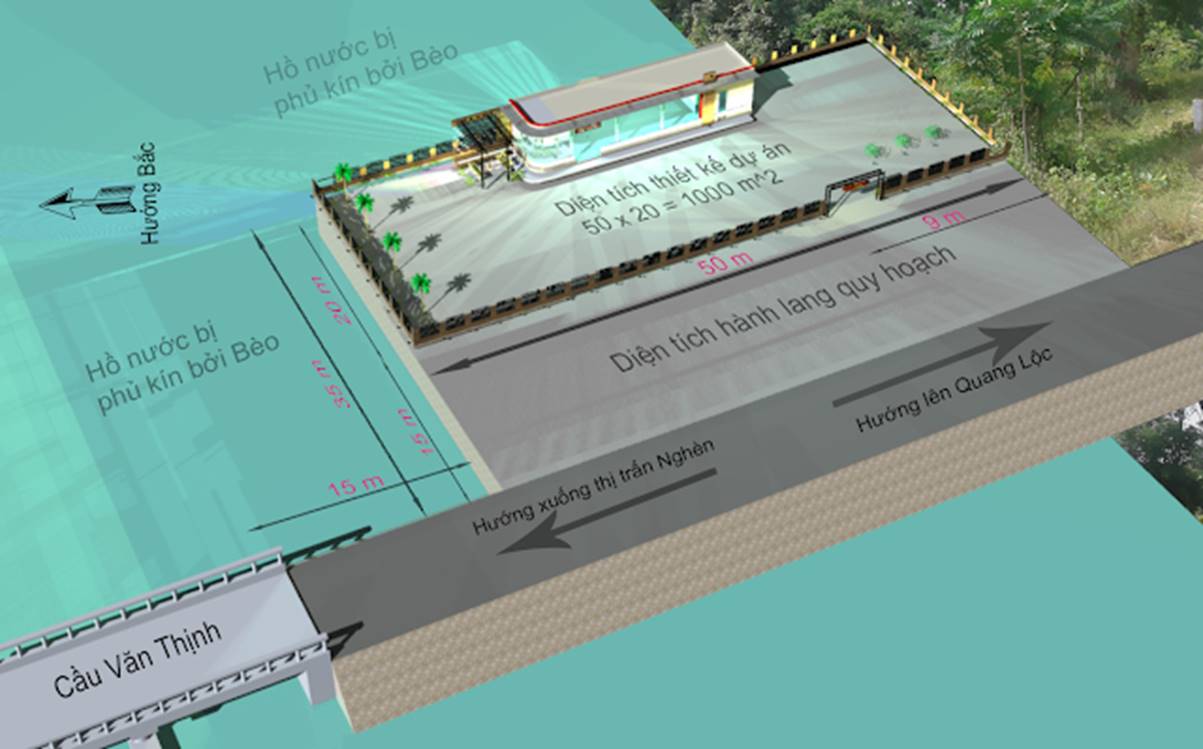 Hồ nước bị
phủ kín bởi Bèo
Hướng Bắc
Diện tích thiết kế dự án
50 x 20 = 1000 m^2
9 m
50 m
20 m
Diện tích hành lang quy hoạch
Hồ nước bị
phủ kín bởi Bèo
35 m
15 m
Hướng lên Quang Lộc
15 m
Hướng xuống thị trấn Nghèn
Cầu Văn Thịnh